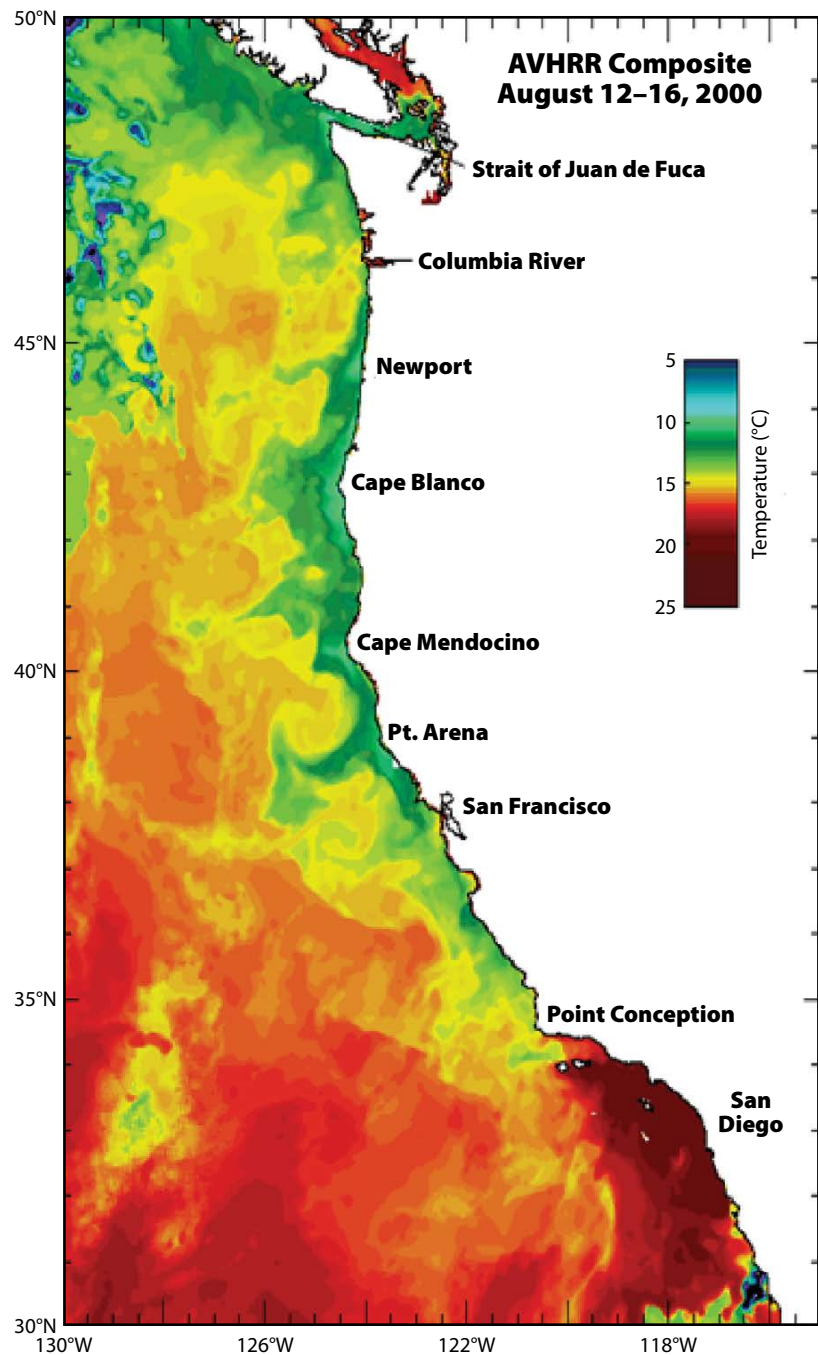 50°N
AVHRR Composite
August 12–16, 2000
Strait of Juan de Fuca
Columbia River
45°N
Newport
5
10
15
20
25
Temperature (°C)
Cape Blanco
Cape Mendocino
40°N
Pt. Arena
San Francisco
35°N
Point Conception
San
Diego
30°N
130°W
126°W
122°W
118°W